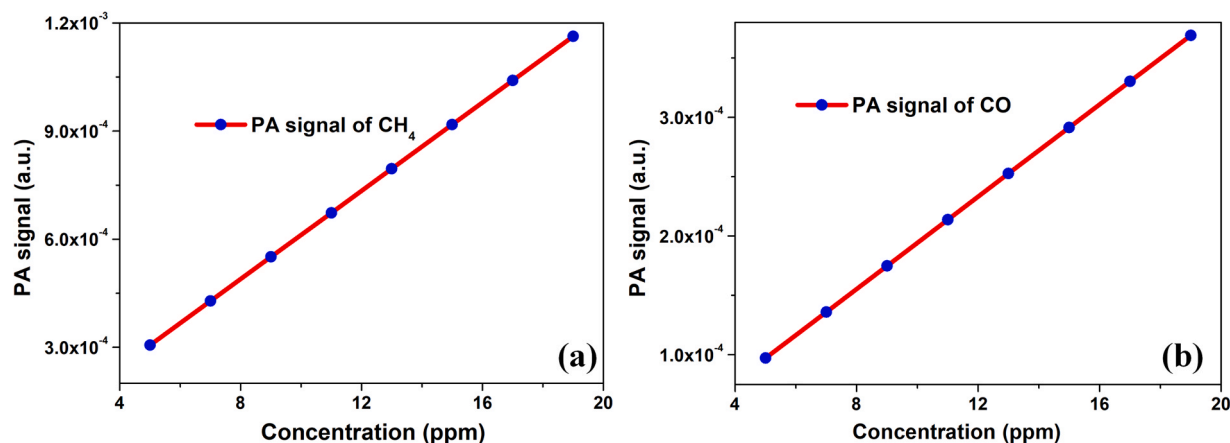 1.2x10⁻³
9.0x10⁻⁴
6.0x10⁻⁴
3.0x10⁻⁴
PA signal (a.u.)
PA signal of CH₄
(a)
4 8 12 16 20
Concentration (ppm)
3.0x10⁻⁴
2.0x10⁻⁴
1.0x10⁻⁴
PA signal (a.u.)
PA signal of CO
(b)
4 8 12 16 20
Concentration (ppm)